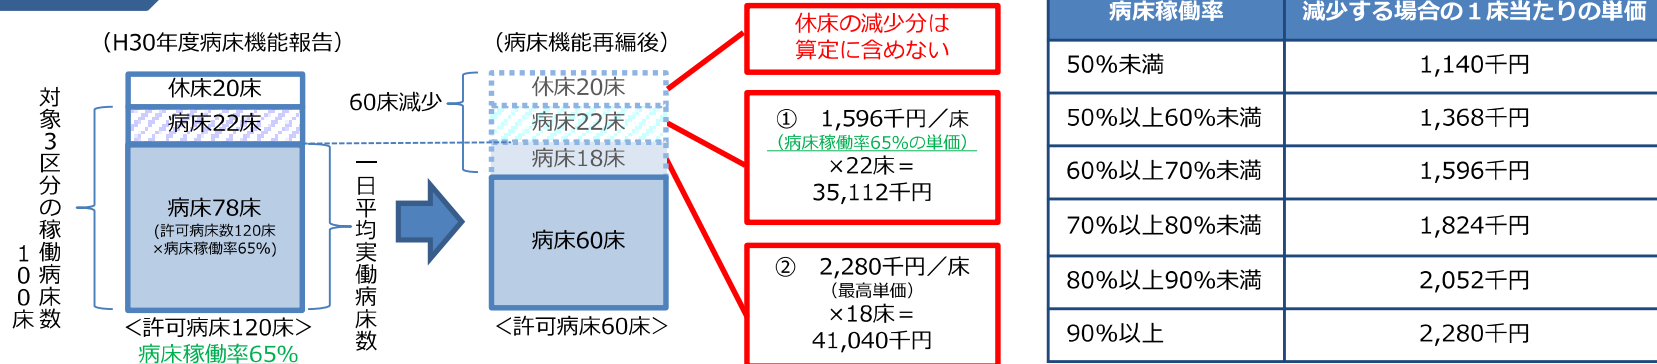 （H30年度病床機能報告）
休床20床
病床22床
病床78床
(許可病床数120床
×病床稼働率65%)
対象３区分の稼働病床数
１００床
一日平均実働病床数
＜許可病床120床＞
病床稼働率65%
（病床機能再編後）
60床減少
休床20床
病床22床
病床18床
病床60床
＜許可病床60床＞
休床の減少分は
算定に含めない
①　1,596千円／床
（病床稼働率65%の単価）
×22床＝
35,112千円
②　2,280千円／床
（最高単価）
×18床＝
41,040千円
病床稼働率　減少する場合の１床当たりの単価
50%未満　1,140千円
50%以上60%未満　1,368千円
60%以上70%未満　1,596千円
70%以上80%未満　1,824千円
80%以上90%未満　2,052千円
90%以上　2,280千円